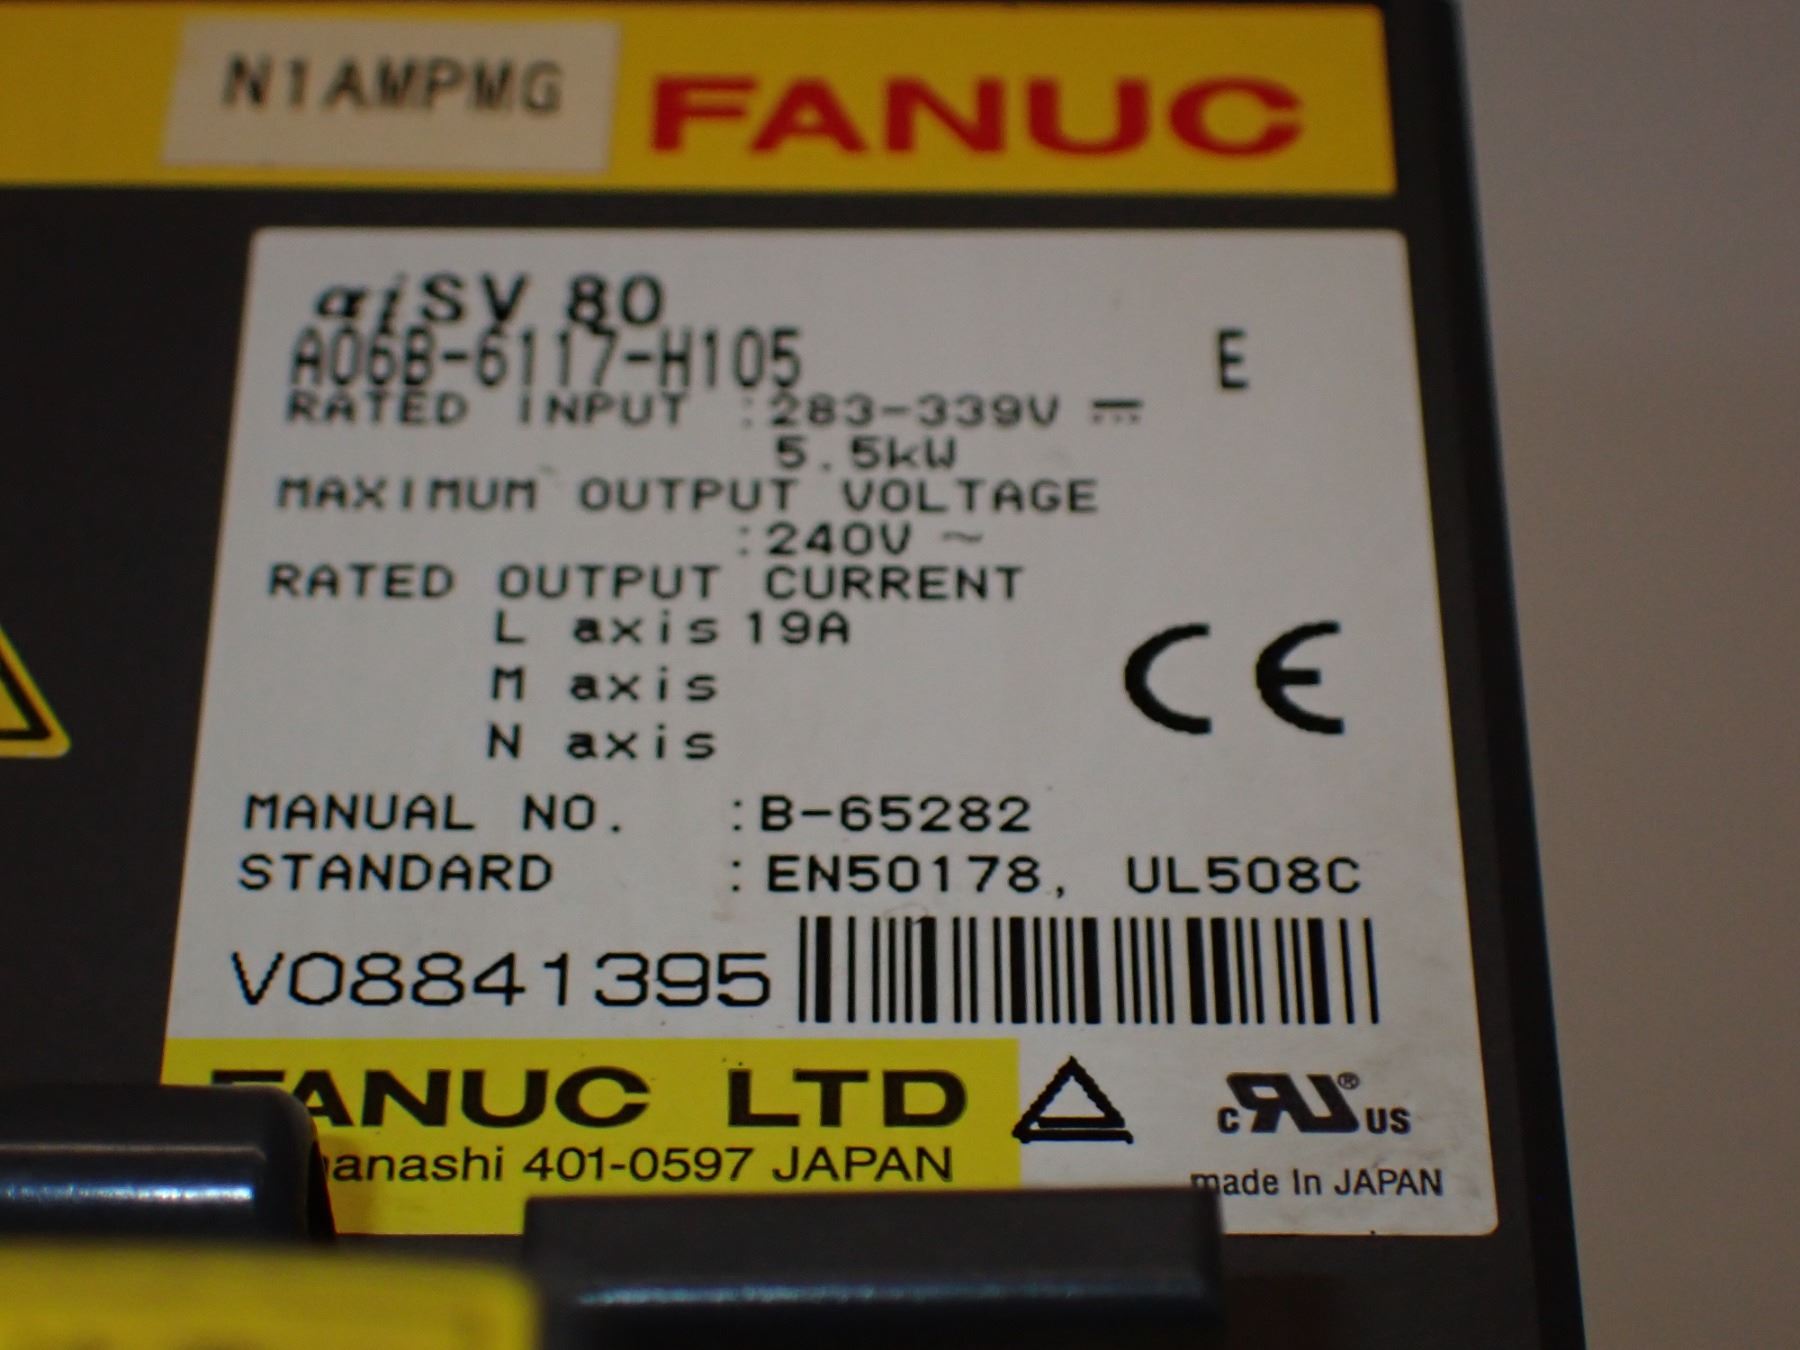 N1AMPMG
FANUC
αiSV 80
A06B-6117-H105 E
RATED INPUT :283-339V ⎓
5.5kW
MAXIMUM OUTPUT VOLTAGE
:240V ~
RATED OUTPUT CURRENT
L axis 19A
M axis
N axis
CE
MANUAL NO. :B-65282
STANDARD :EN50178, UL508C
V08841395
FANUC LTD
401-0597 JAPAN
c RU® US
made In JAPAN